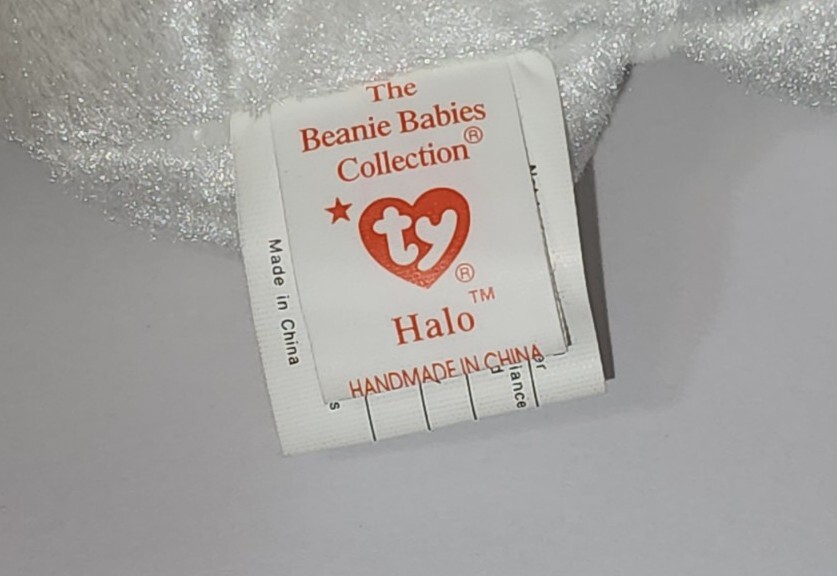 The
Beanie Babies
Collection®
ty®
Halo™
HANDMADE IN CHINA
Made in China